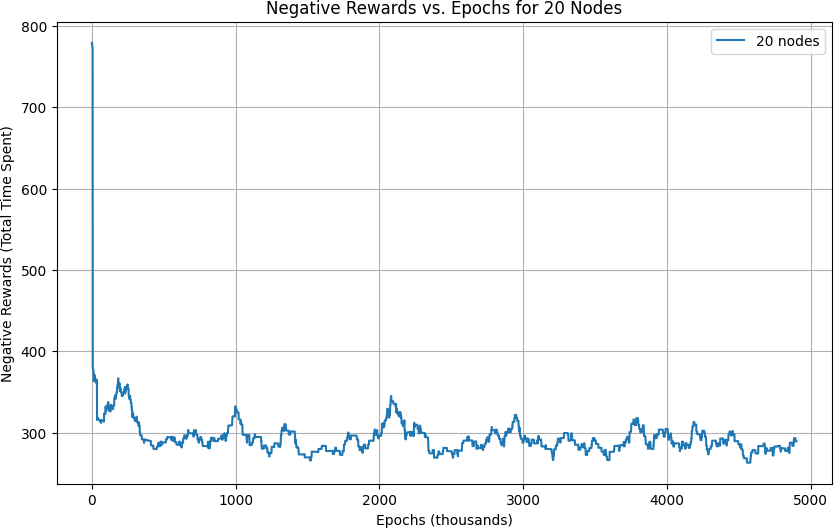 Negative Rewards vs. Epochs for 20 Nodes
20 nodes
Negative Rewards (Total Time Spent)
800
700
600
500
400
300
0 1000 2000 3000 4000 5000
Epochs (thousands)